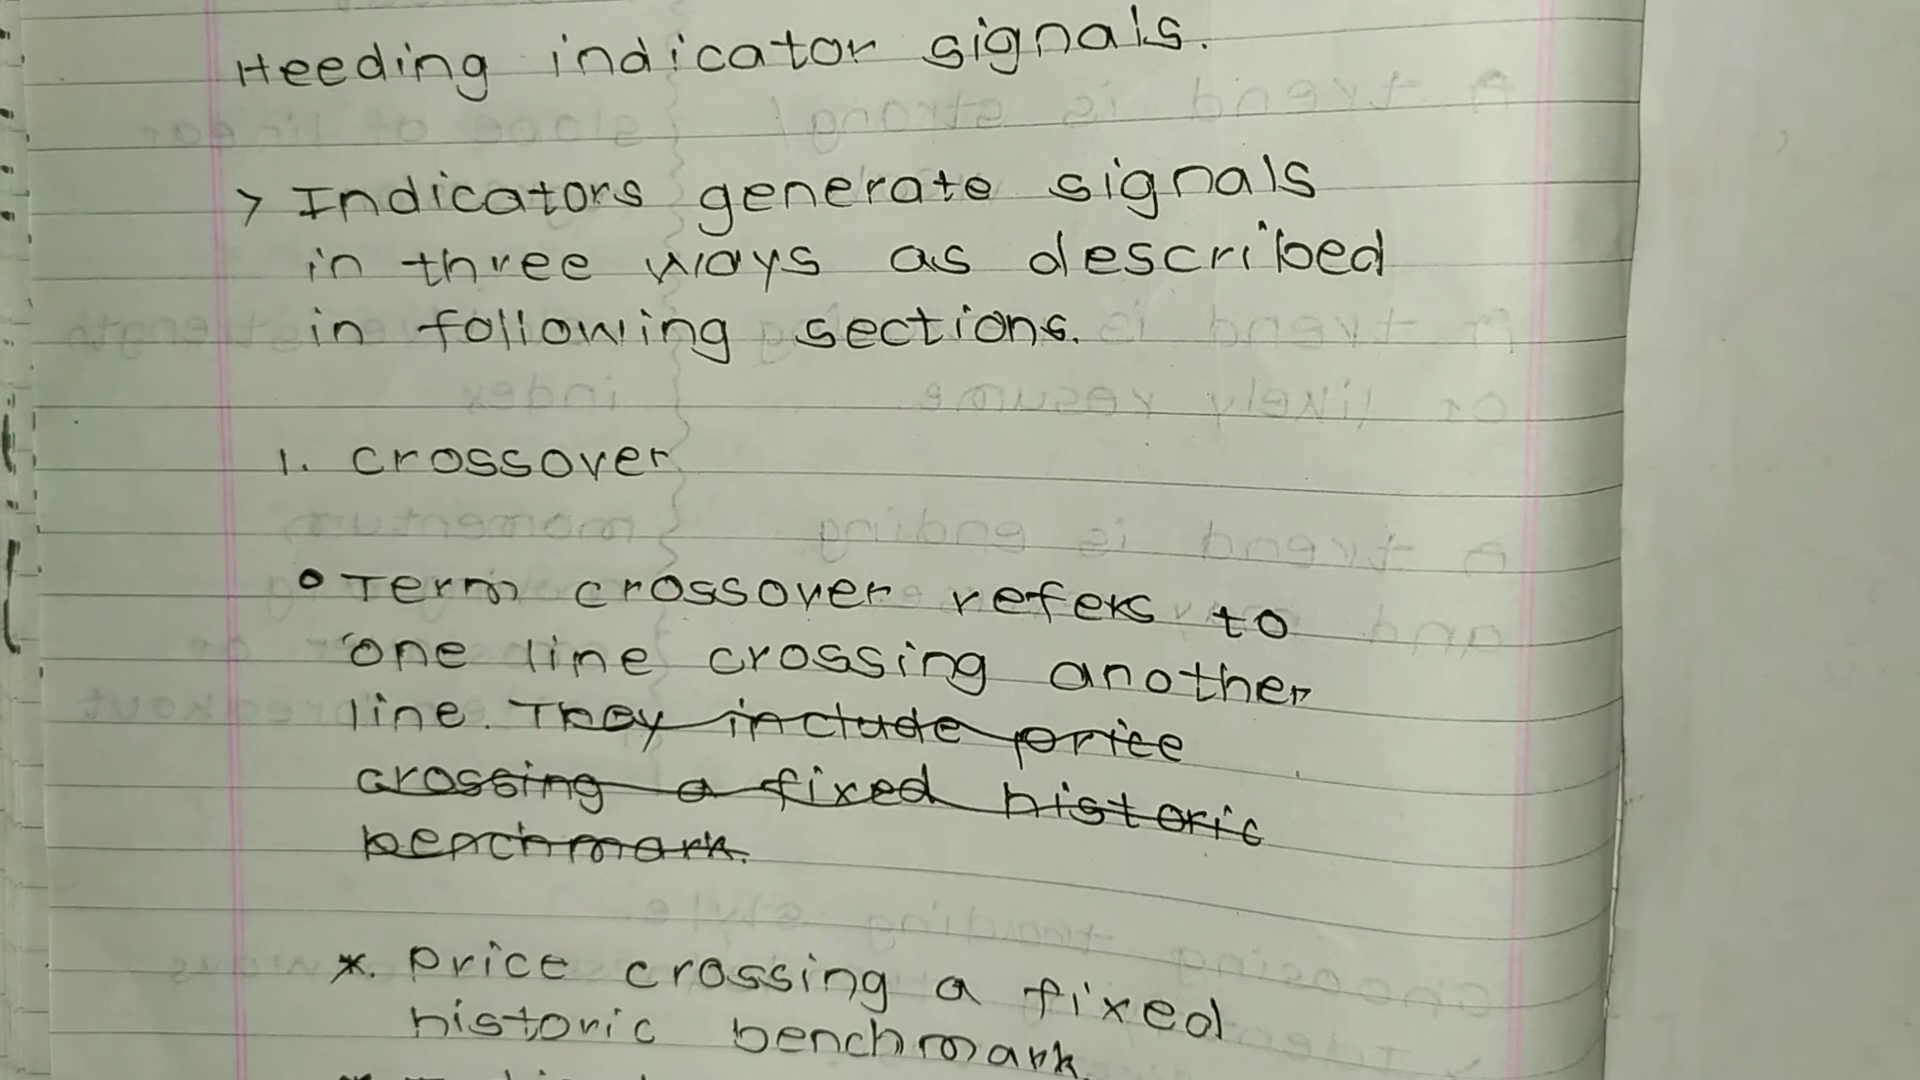 Heeding indicator signals.
> Indicators generate signals
in three ways as described
in following sections.
1. crossover
• Term crossover refers to
one line crossing another
line. They include price
crossing a fixed historic
benchmark.
*. Price crossing a fixed
historic benchmark.